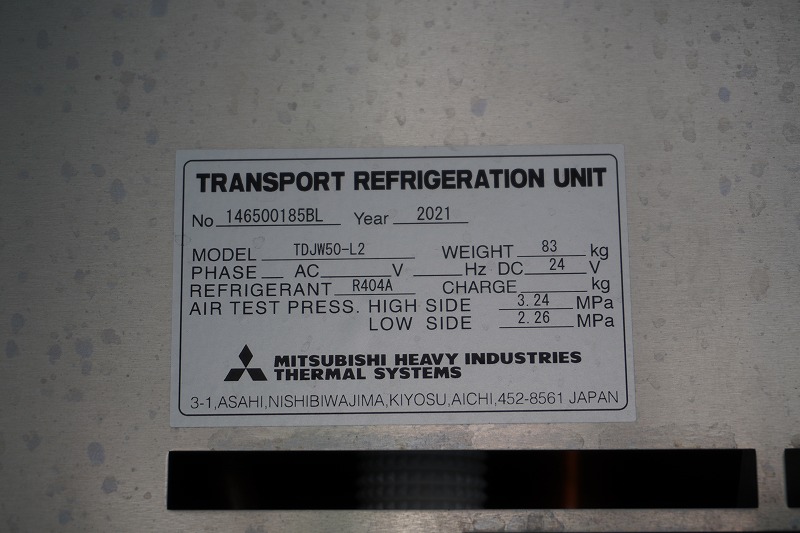 TRANSPORT REFRIGERATION UNIT
No 146500185BL Year 2021
MODEL TDJW50-L2 WEIGHT 83 kg
PHASE AC V Hz DC 24 V
REFRIGERANT R404A CHARGE kg
AIR TEST PRESS. HIGH SIDE 3.24 MPa
LOW SIDE 2.26 MPa
MITSUBISHI HEAVY INDUSTRIES
THERMAL SYSTEMS
3-1,ASAHI,NISHIBIWAJIMA,KIYOSU,AICHI,452-8561 JAPAN